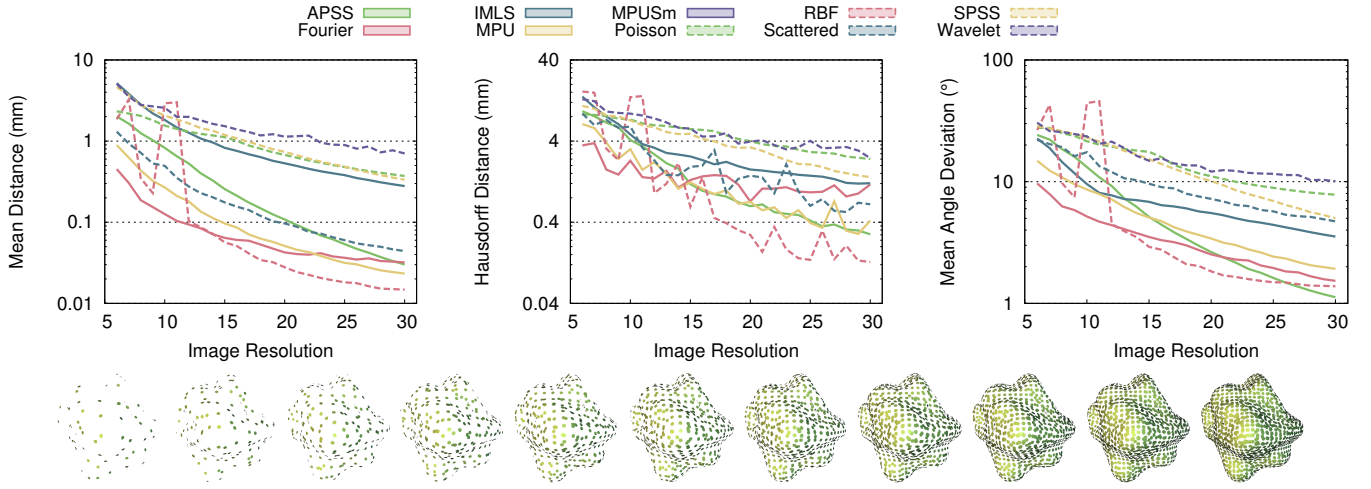 APSS IMLS MPUSm RBF SPSS
Fourier MPU Poisson Scattered Wavelet
Mean Distance (mm)
10
1
0.1
0.01
5 10 15 20 25 30
Image Resolution
Hausdorff Distance (mm)
40
4
0.4
0.04
5 10 15 20 25 30
Image Resolution
Mean Angle Deviation (°)
100
10
1
5 10 15 20 25 30
Image Resolution